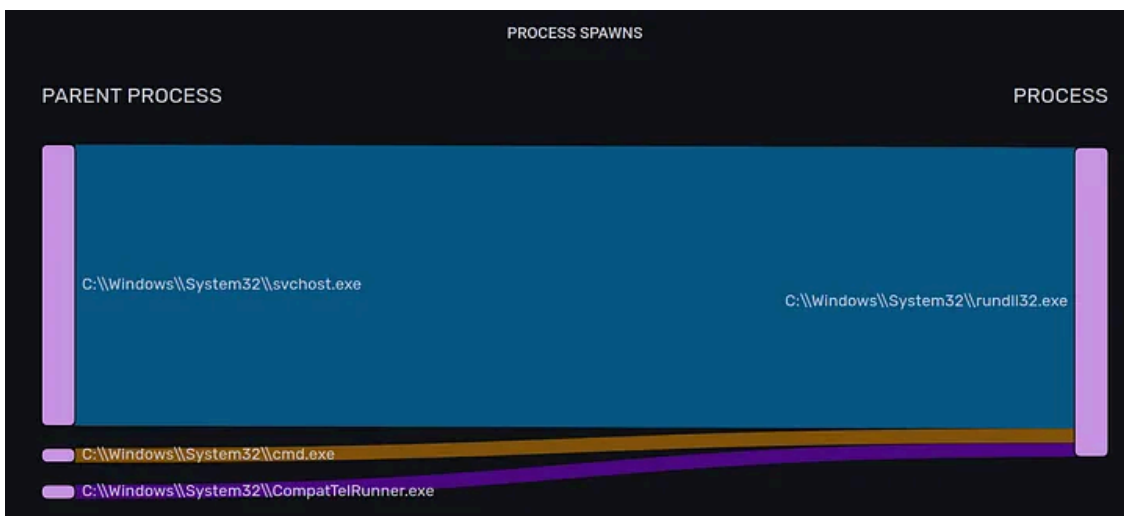 PROCESS SPAWNS
PARENT PROCESS
PROCESS
C:\\Windows\\System32\\svchost.exe
C:\\Windows\\System32\\rundll32.exe
C:\\Windows\\System32\\cmd.exe
C:\\Windows\\System32\\CompatTelRunner.exe